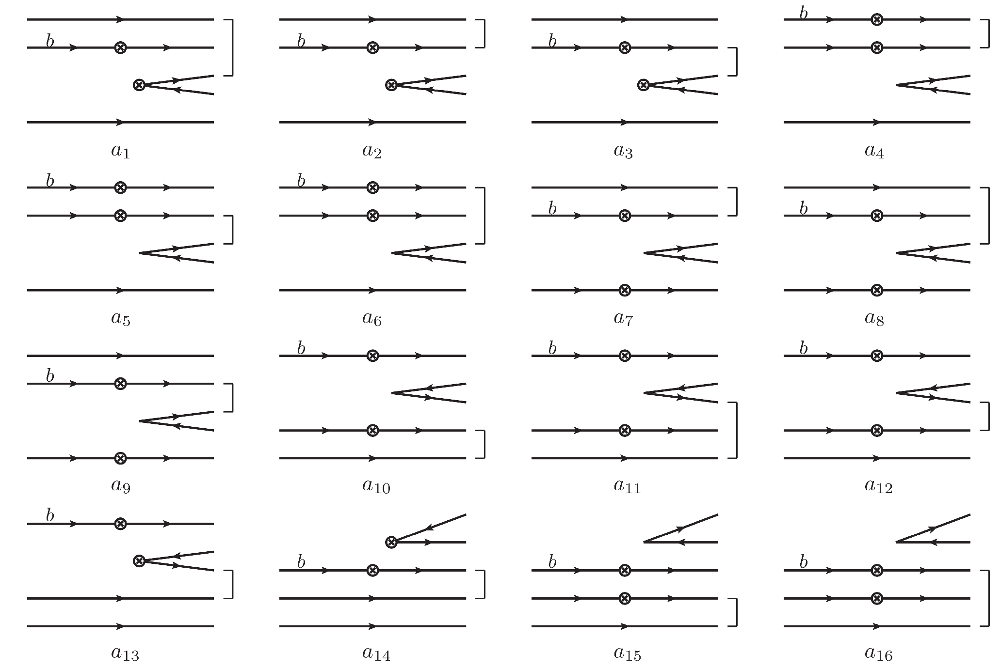 b b b b
a₁ a₂ a₃ a₄
b b b b
a₅ a₆ a₇ a₈
b b b b
a₉ a₁₀ a₁₁ a₁₂
b b b b
a₁₃ a₁₄ a₁₅ a₁₆